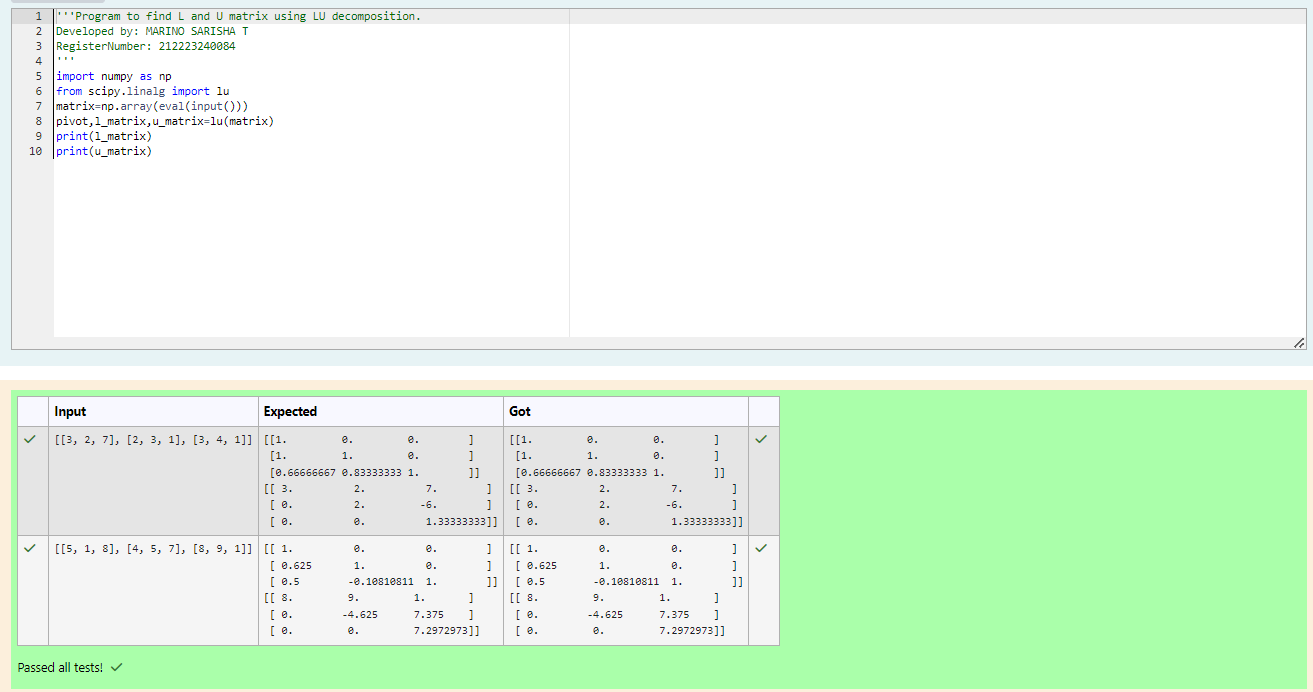 1 '''Program to find L and U matrix using LU decomposition.
2 Developed by: MARINO SARISHA T
3 RegisterNumber: 212223240084
4 '''
5 import numpy as np
6 from scipy.linalg import lu
7 matrix=np.array(eval(input()))
8 pivot,l_matrix,u_matrix=lu(matrix)
9 print(l_matrix)
10 print(u_matrix)
Input Expected Got
[[3, 2, 7], [2, 3, 1], [3, 4, 1]] [[1. 0. 0. ] [[1. 0. 0. ]
[1. 1. 0. ] [1. 1. 0. ]
[0.66666667 0.83333333 1. ]] [0.66666667 0.83333333 1. ]]
[[ 3. 2. 7. ] [[ 3. 2. 7. ]
[ 0. 2. -6. ] [ 0. 2. -6. ]
[ 0. 0. 1.33333333]] [ 0. 0. 1.33333333]]
[[5, 1, 8], [4, 5, 7], [8, 9, 1]] [[ 1. 0. 0. ] [[ 1. 0. 0. ]
[ 0.625 1. 0. ] [ 0.625 1. 0. ]
[ 0.5 -0.10810811 1. ]] [ 0.5 -0.10810811 1. ]]
[[ 8. 9. 1. ] [[ 8. 9. 1. ]
[ 0. -4.625 7.375 ] [ 0. -4.625 7.375 ]
[ 0. 0. 7.2972973]] [ 0. 0. 7.2972973]]
Passed all tests!